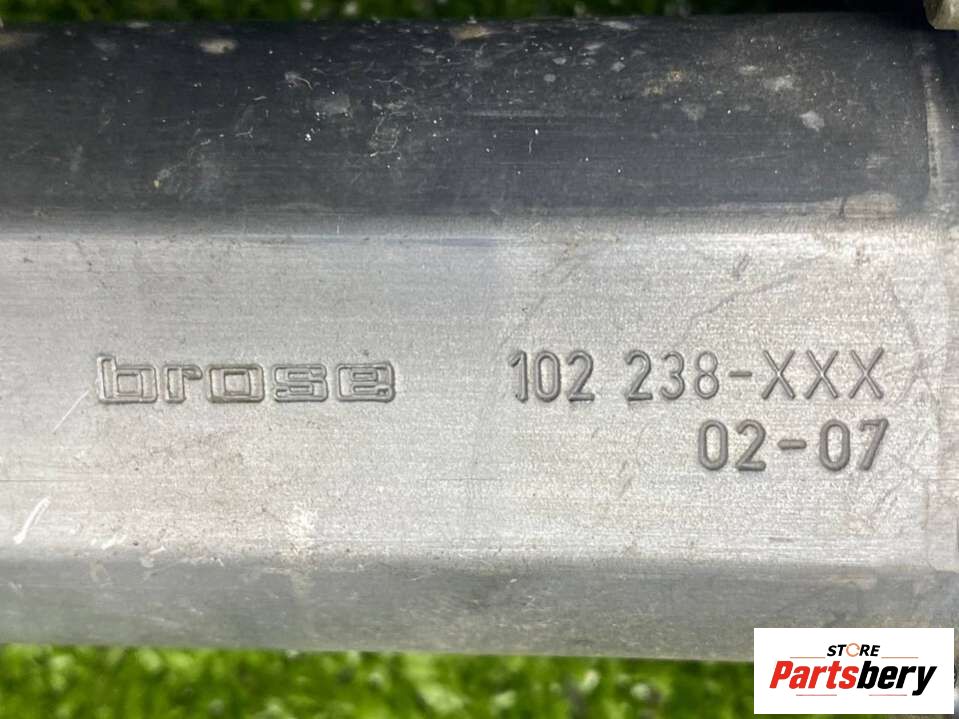 brose 102 238-XXX
02-07
STORE
Partsbery